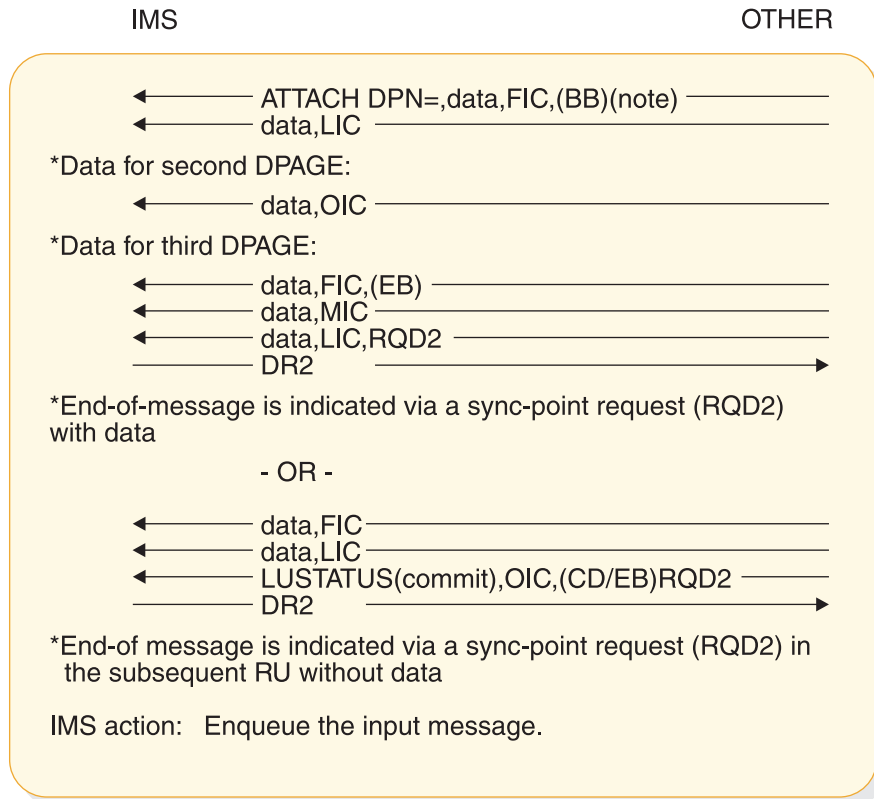 IMS OTHER
ATTACH DPN=,data,FIC,(BB)(note)
data,LIC
*Data for second DPAGE:
data,OIC
*Data for third DPAGE:
data,FIC,(EB)
data,MIC
data,LIC,RQD2
DR2
*End-of-message is indicated via a sync-point request (RQD2)
with data
- OR -
data,FIC
data,LIC
LUSTATUS(commit),OIC,(CD/EB)RQD2
DR2
*End-of message is indicated via a sync-point request (RQD2) in
the subsequent RU without data
IMS action: Enqueue the input message.